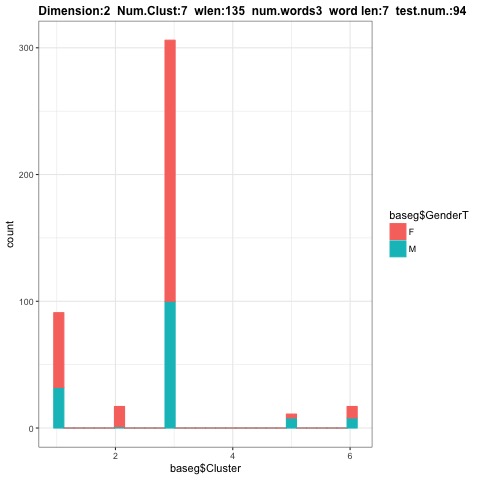 Dimension:2  Num.Clust:7  wlen:135  num.words3  word len:7  test.num.:94
300
200
100
0
count
2
4
6
baseg$Cluster
baseg$GenderT
F
M